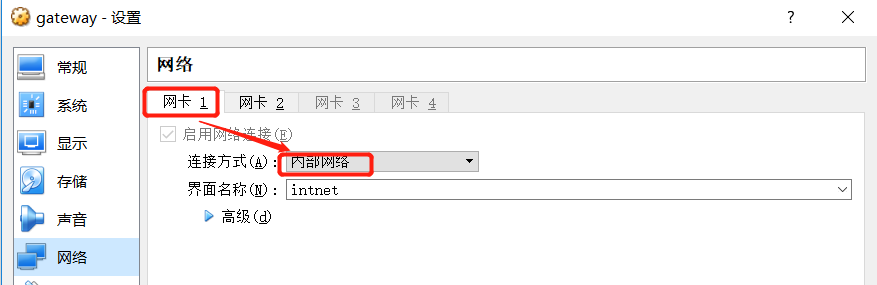 gateway - 设置
常规
系统
显示
存储
声音
网络
网络
网卡 1 网卡 2 网卡 3 网卡 4
启用网络连接(E)
连接方式(A): 内部网络
界面名称(N): intnet
高级(d)